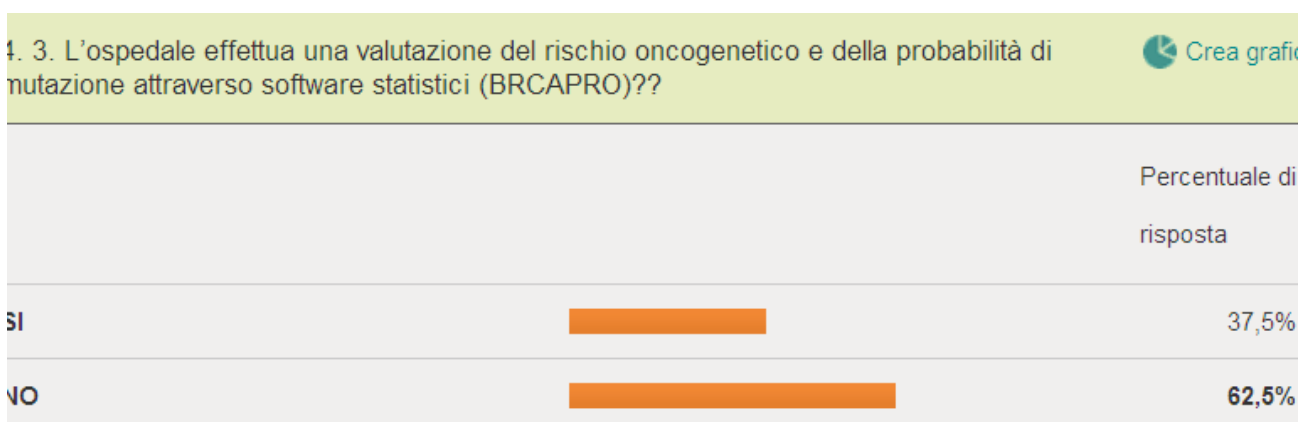 4. 3. L'ospedale effettua una valutazione del rischio oncogenetico e della probabilità di
mutazione attraverso software statistici (BRCAPRO)??
Crea grafic
Percentuale di
risposta
SI 37,5%
NO 62,5%